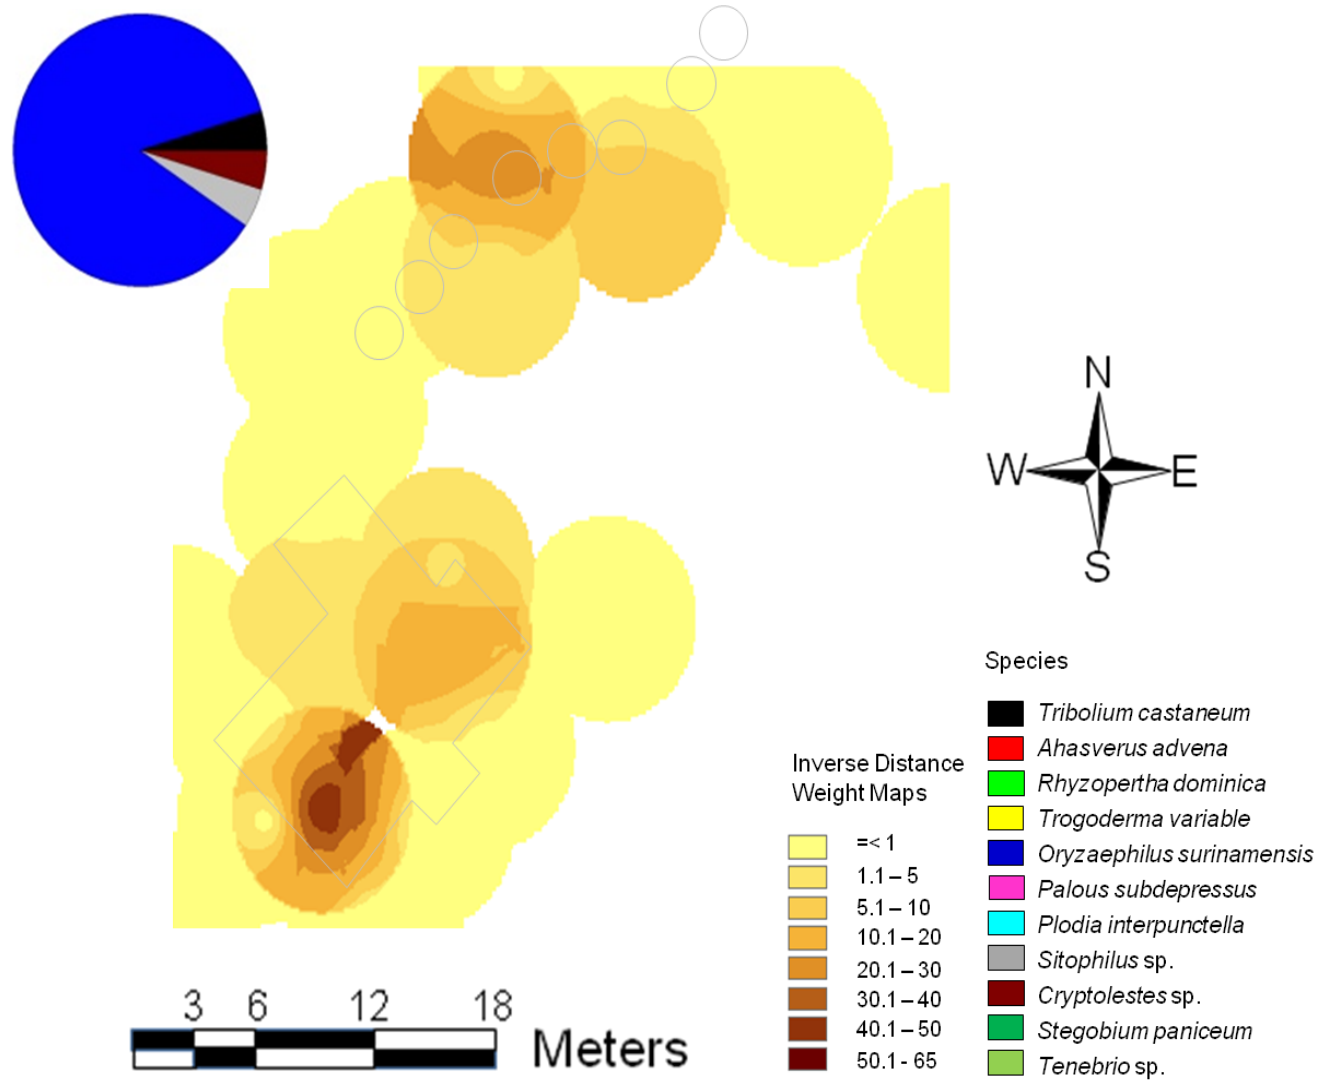 N
W
E
S
Species
Tribolium castaneum
Ahasverus advena
Rhyzopertha dominica
Trogoderma variable
Oryzaephilus surinamensis
Palous subdepressus
Plodia interpunctella
Sitophilus sp.
Cryptolestes sp.
Stegobium paniceum
Tenebrio sp.
Inverse Distance
Weight Maps
=< 1
1.1 – 5
5.1 – 10
10.1 – 20
20.1 – 30
30.1 – 40
40.1 – 50
50.1 - 65
3 6 12 18
Meters